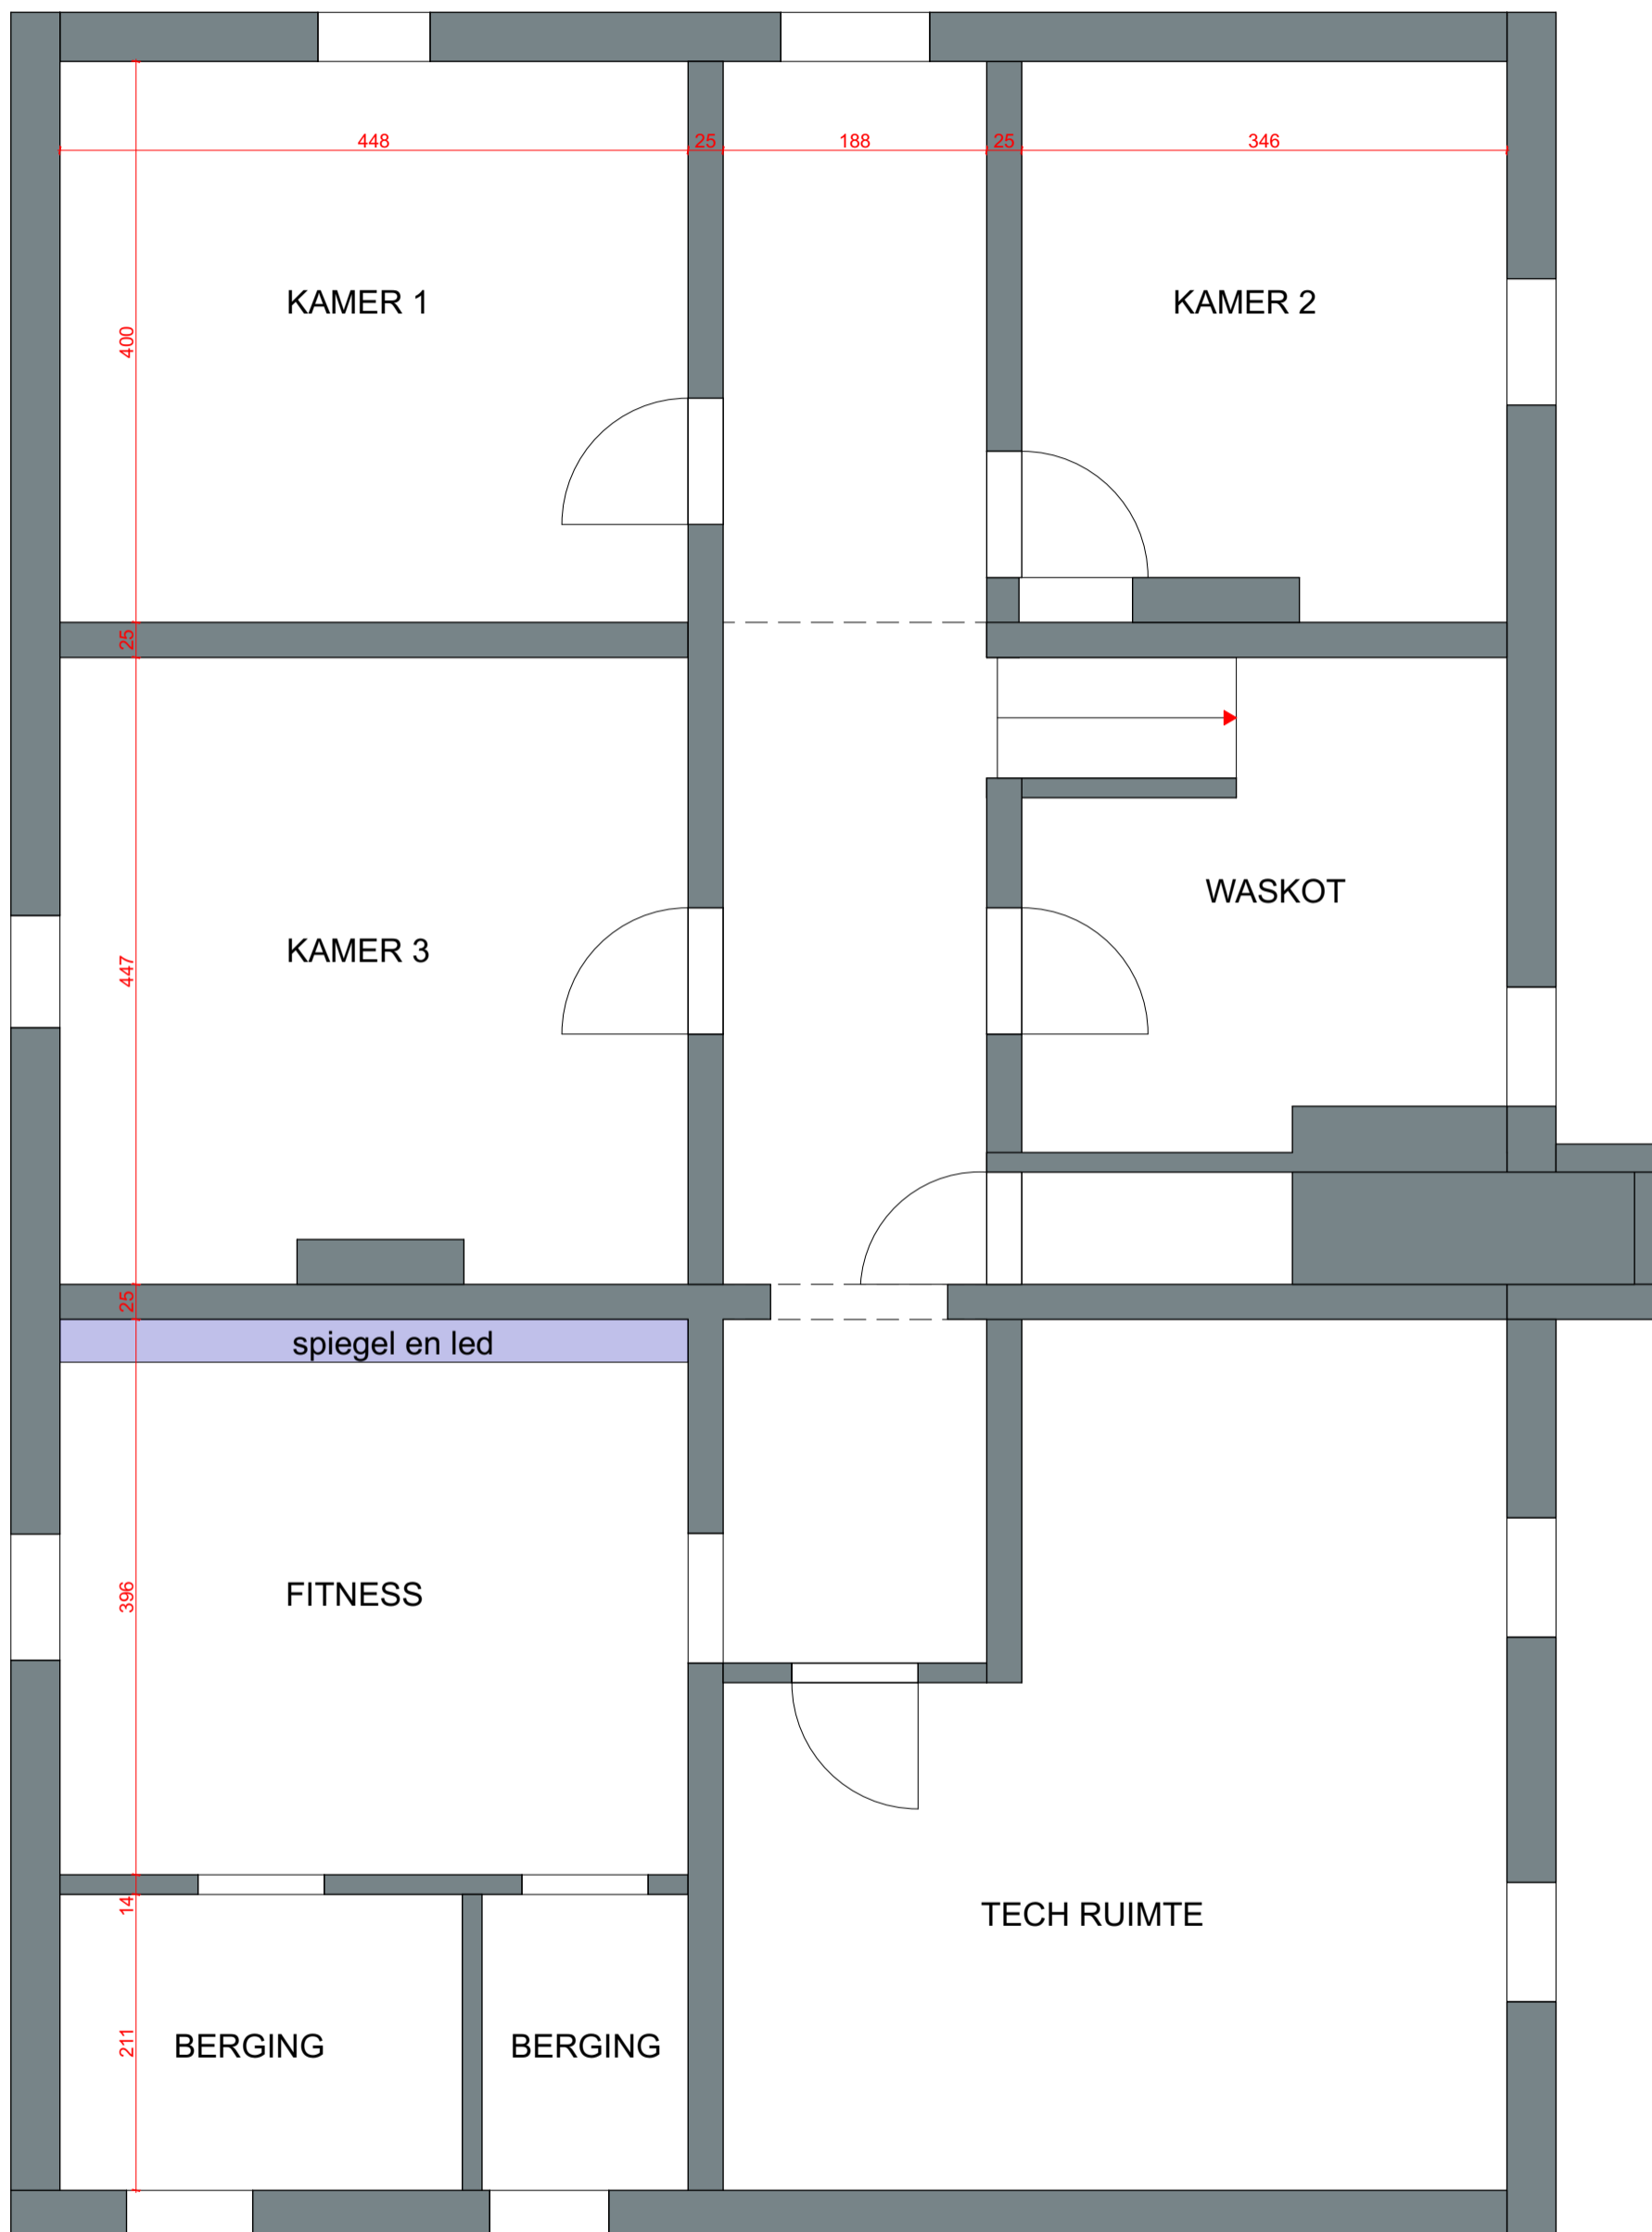 448
25
188
25
346
KAMER 1
KAMER 2
400
25
WASKOT
KAMER 3
447
25
spiegel en led
FITNESS
396
14
TECH RUIMTE
BERGING
BERGING
211